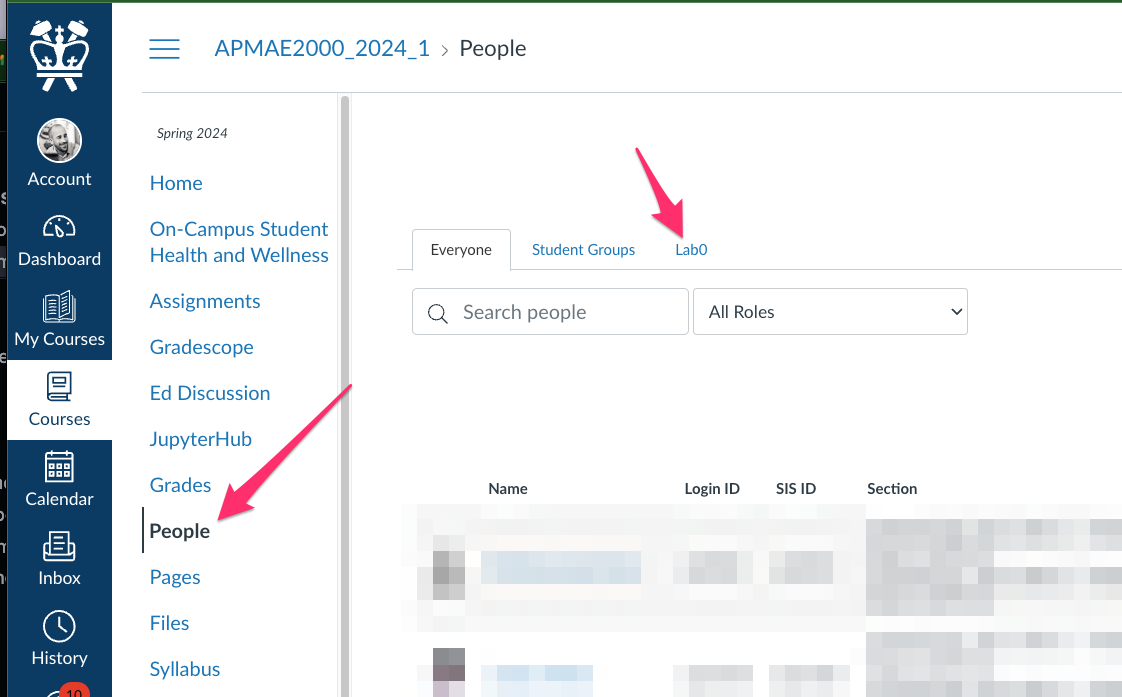 APMAE2000_2024_1 › People
Account
Dashboard
My Courses
Courses
Calendar
Inbox
History
10
Spring 2024
Home
On-Campus Student
Health and Wellness
Assignments
Gradescope
Ed Discussion
JupyterHub
Grades
People
Pages
Files
Syllabus
Everyone Student Groups Lab0
Search people All Roles
Name Login ID SIS ID Section